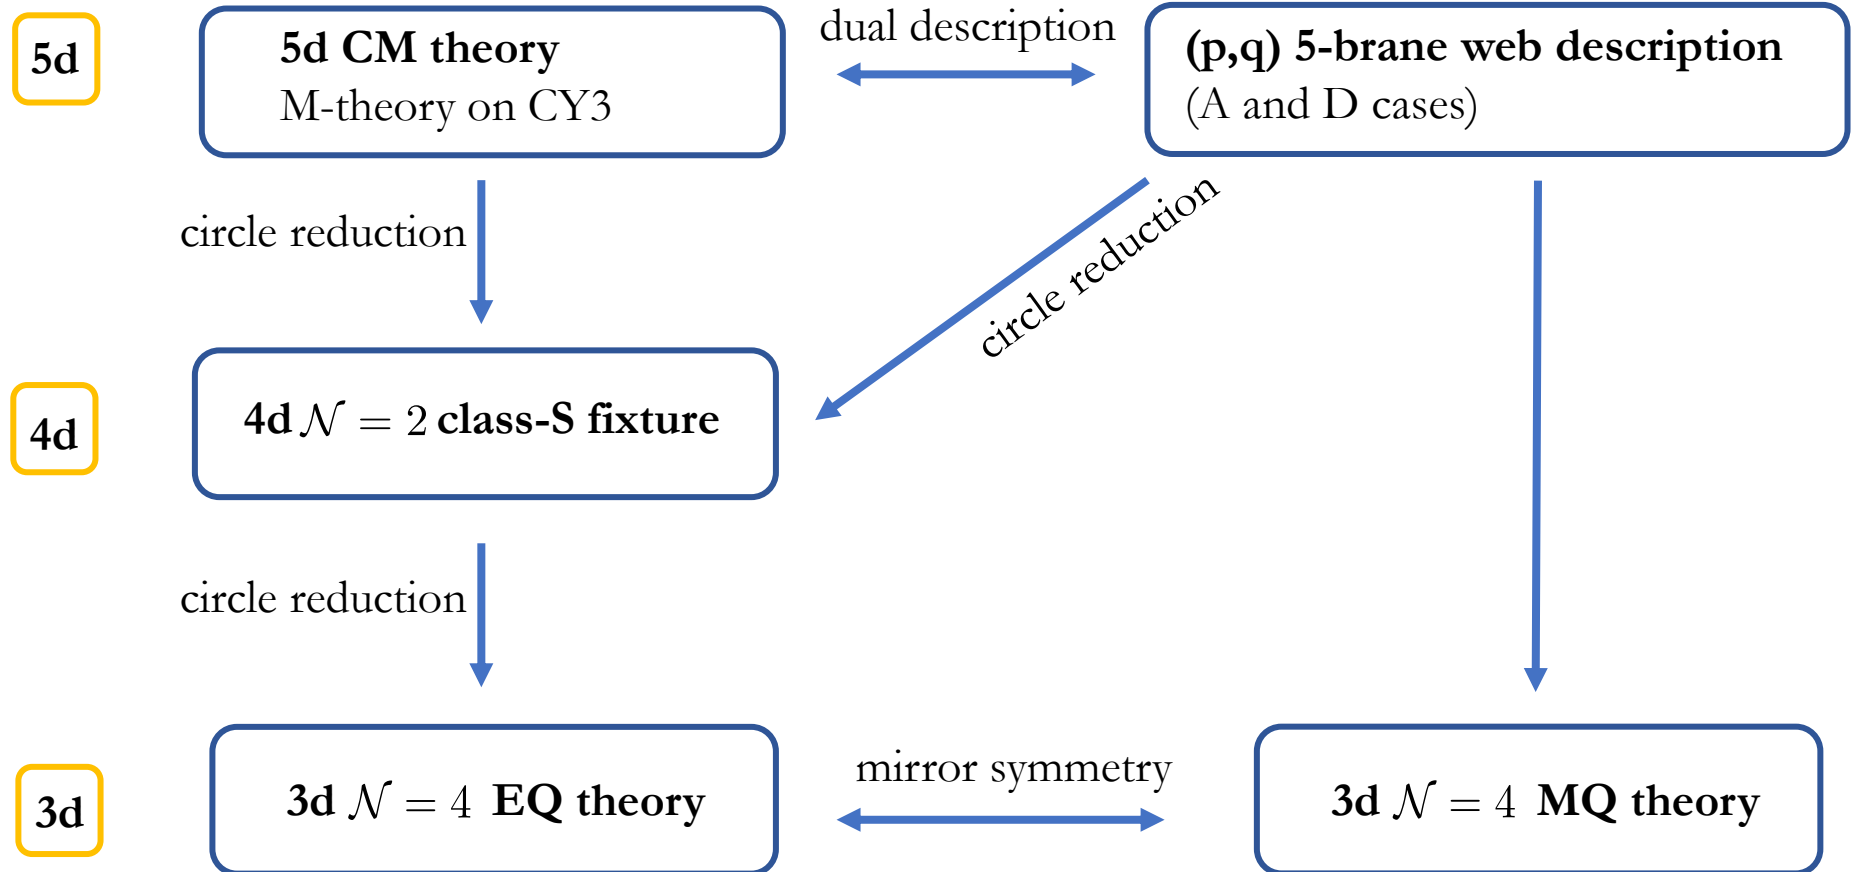 5d
5d CM theory
M-theory on CY3
dual description
(p,q) 5-brane web description
(A and D cases)
circle reduction
circle reduction
4d
4d 𝒩 = 2 class-S fixture
circle reduction
3d
3d 𝒩 = 4 EQ theory
mirror symmetry
3d 𝒩 = 4 MQ theory